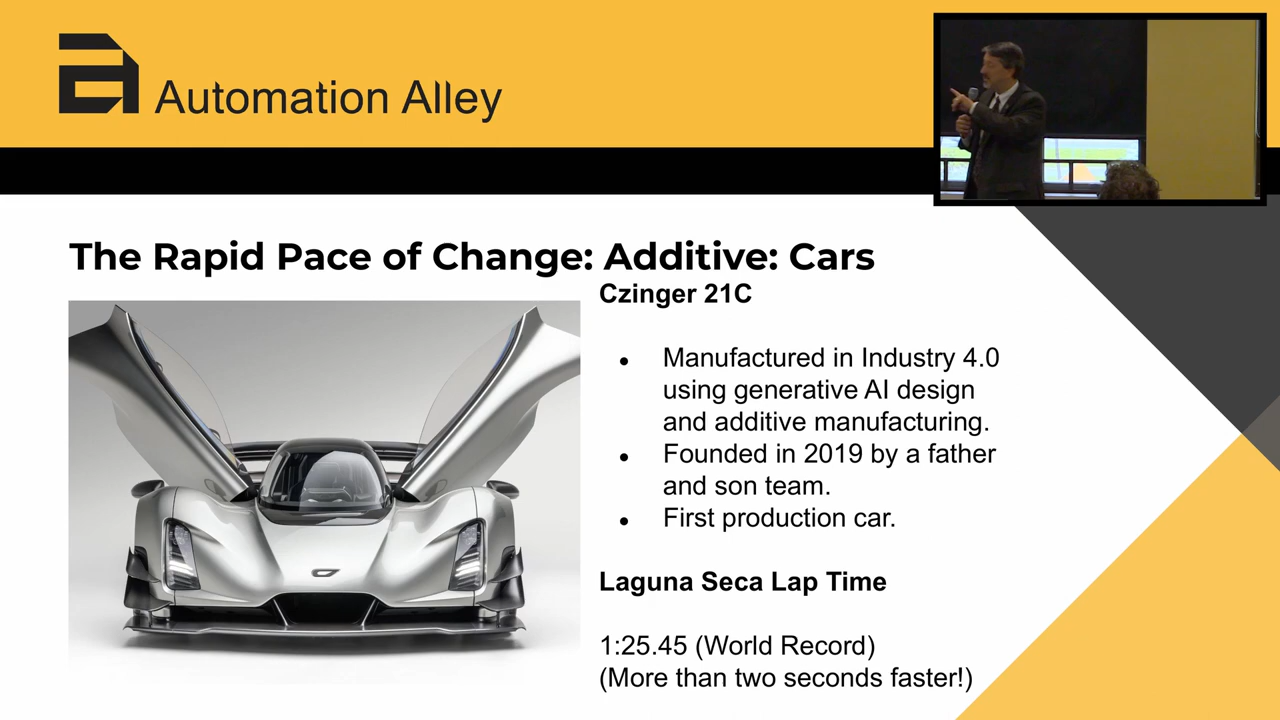 Automation Alley
The Rapid Pace of Change: Additive: Cars
Czinger 21C
● Manufactured in Industry 4.0
using generative AI design
and additive manufacturing.
● Founded in 2019 by a father
and son team.
● First production car.
Laguna Seca Lap Time
1:25.45 (World Record)
(More than two seconds faster!)